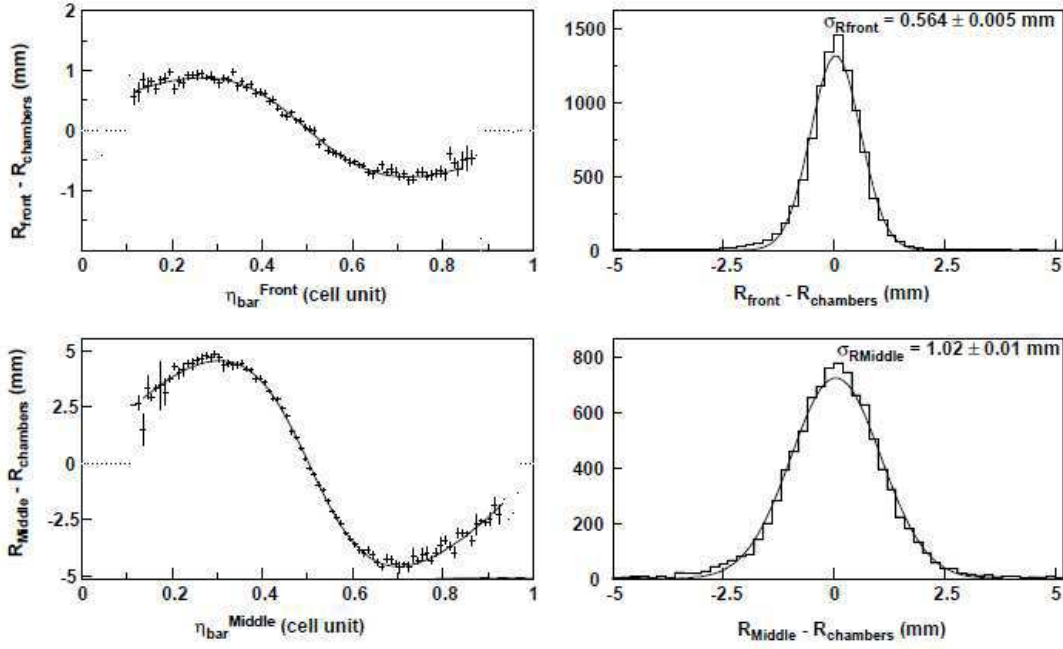 R_front - R_chambers (mm)
2
1
0
-1
0 0.2 0.4 0.6 0.8 1
η_bar^Front (cell unit)
σ_Rfront = 0.564 ± 0.005 mm
1500
1000
500
0
-5 -2.5 0 2.5 5
R_front - R_chambers (mm)
R_Middle - R_chambers (mm)
5
2.5
0
-2.5
-5
0 0.2 0.4 0.6 0.8 1
η_bar^Middle (cell unit)
σ_RMiddle = 1.02 ± 0.01 mm
800
600
400
200
0
-5 -2.5 0 2.5 5
R_Middle - R_chambers (mm)